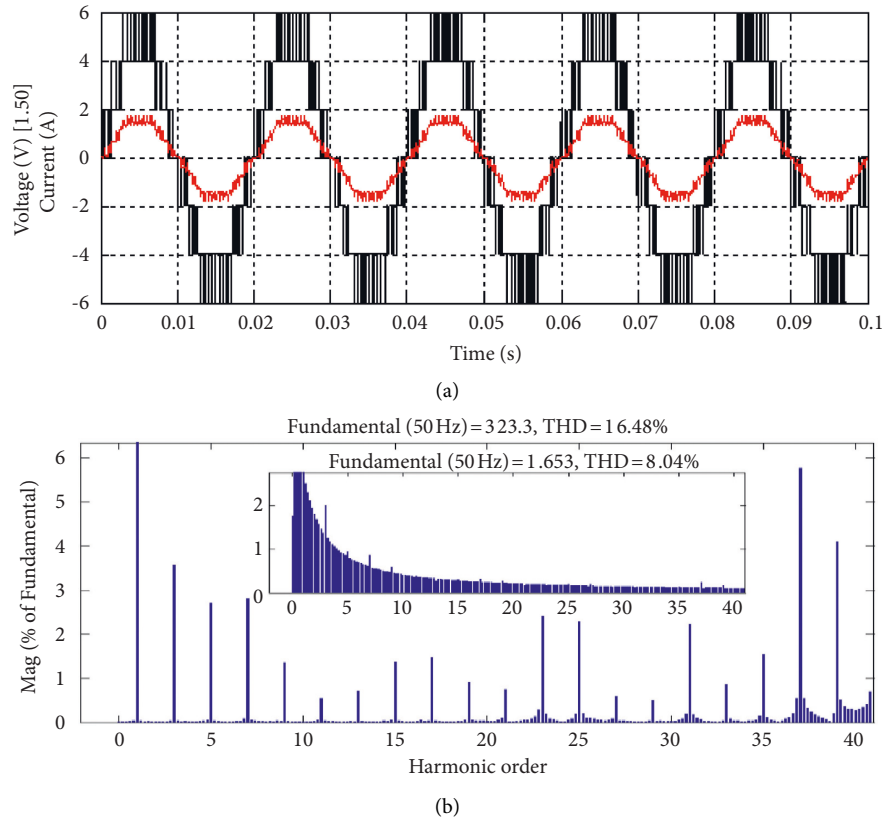 6
4
2
0
-2
-4
-6
Voltage (V) [1.50]
Current (A)
0 0.01 0.02 0.03 0.04 0.05 0.06 0.07 0.08 0.09 0.1
Time (s)
(a)
Fundamental (50 Hz) = 323.3, THD = 16.48%
Fundamental (50 Hz) = 1.653, THD = 8.04%
2
1
0
0 5 10 15 20 25 30 35 40
6
5
4
3
2
1
0
Mag (% of Fundamental)
0 5 10 15 20 25 30 35 40
Harmonic order
(b)